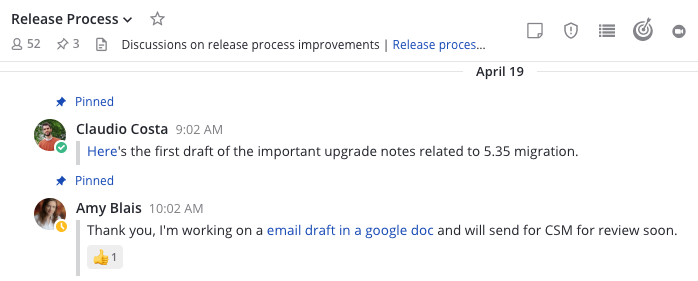 Release Process
52 3 Discussions on release process improvements | Release proces...
April 19
Pinned
Claudio Costa 9:02 AM
Here's the first draft of the important upgrade notes related to 5.35 migration.
Pinned
Amy Blais 10:02 AM
Thank you, I'm working on a email draft in a google doc and will send for CSM for review soon.
👍 1